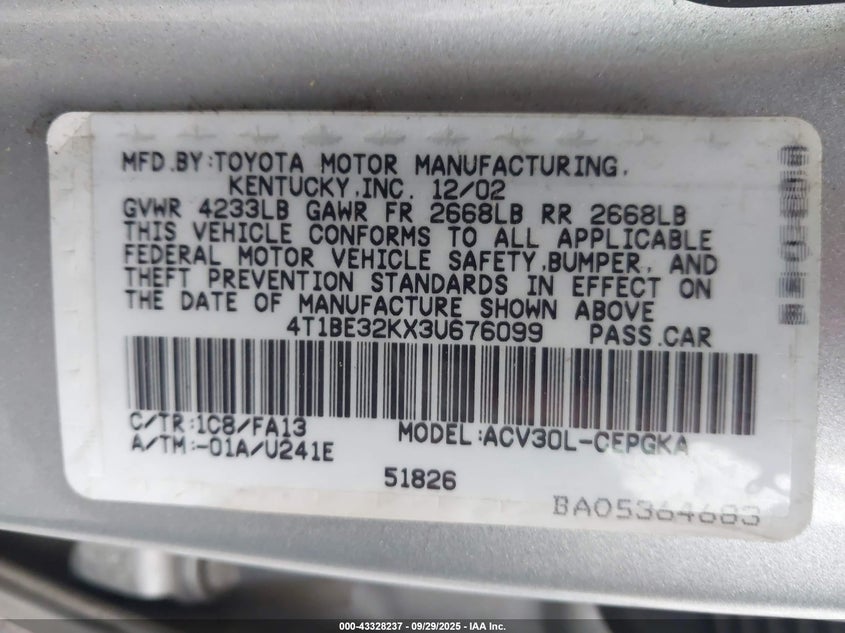 MFD.BY:TOYOTA MOTOR MANUFACTURING,
KENTUCKY,INC. 12/02
GVWR 4233LB GAWR FR 2668LB RR 2668LB
THIS VEHICLE CONFORMS TO ALL APPLICABLE
FEDERAL MOTOR VEHICLE SAFETY,BUMPER, AND
THEFT PREVENTION STANDARDS IN EFFECT ON
THE DATE OF MANUFACTURE SHOWN ABOVE
4T1BE32KX3U676099 PASS.CAR
C/TR:1C8/FA13 MODEL:ACV30L-CEPGKA
A/TM:-01A/U241E
51826
BA05364683
000-43328237 - 09/29/2025 - IAA Inc.